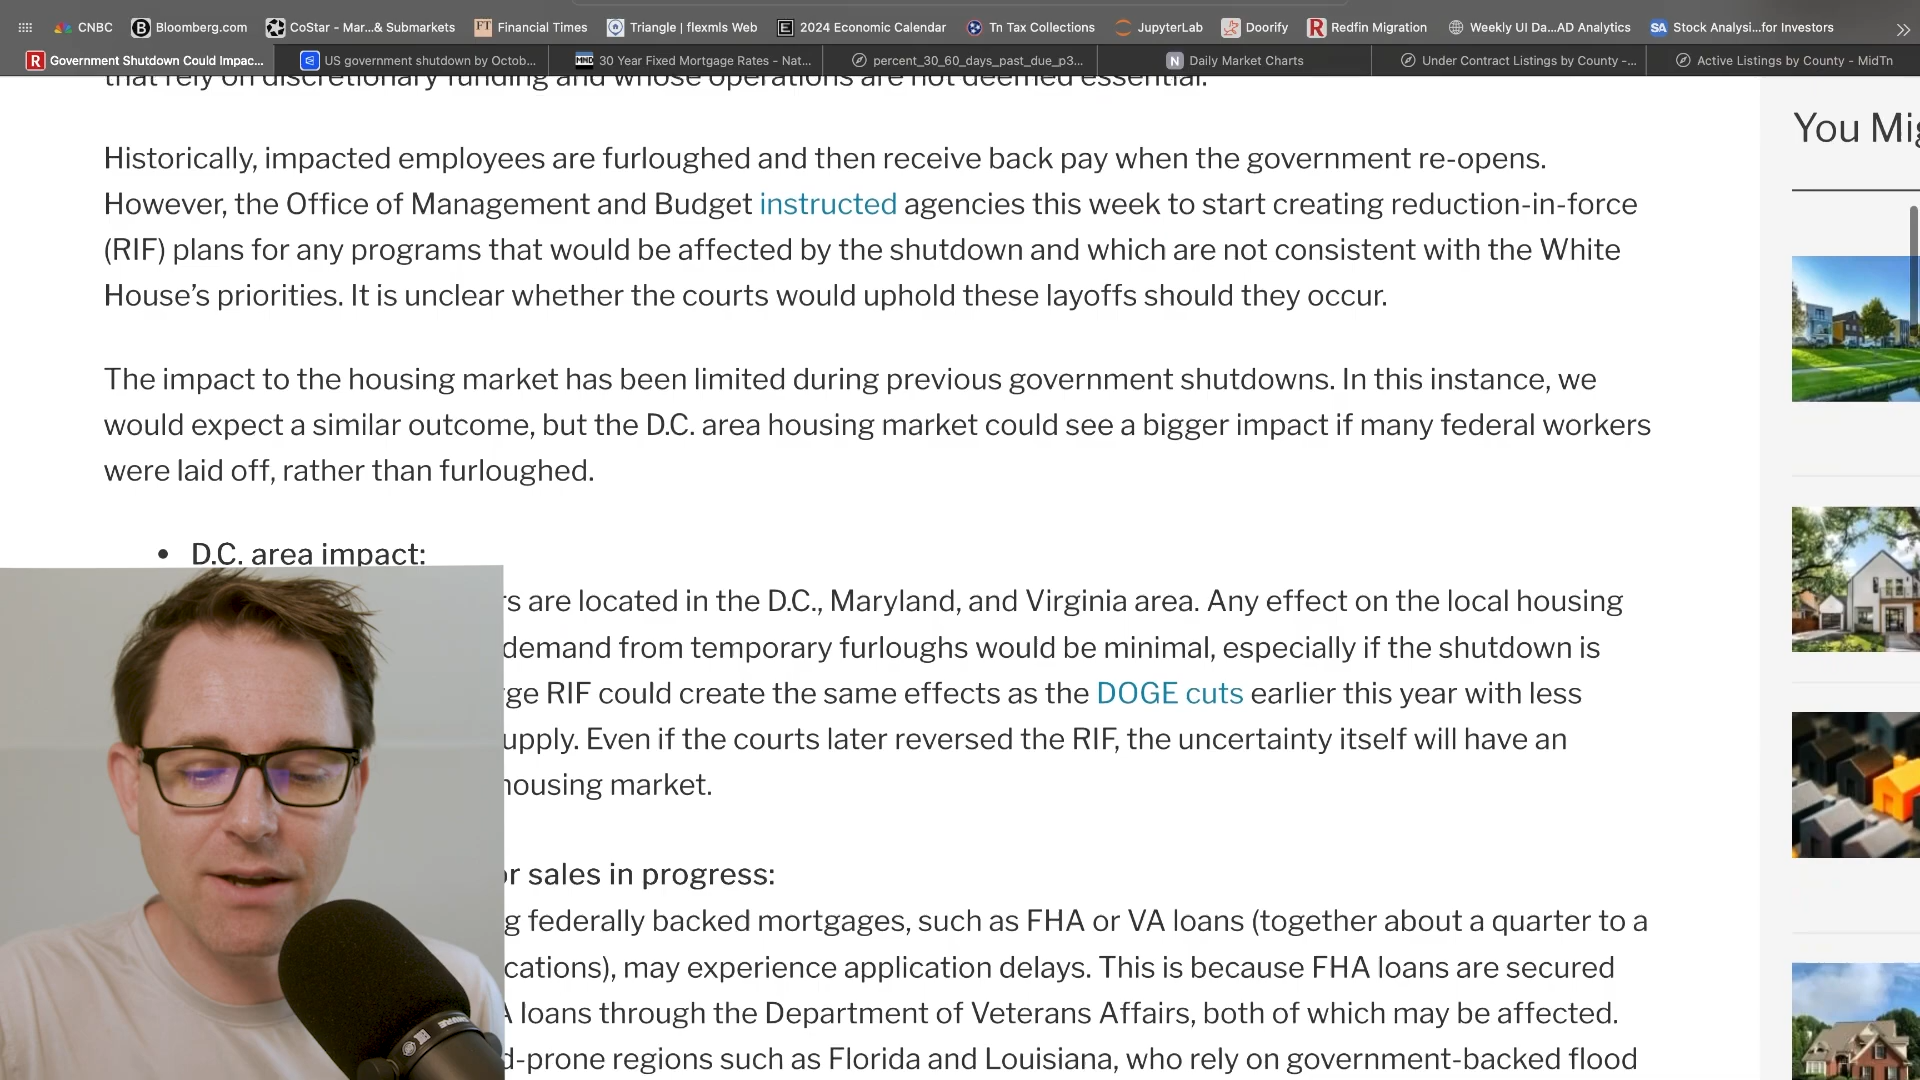 CNBC
Bloomberg.com
CoStar - Mar...& Submarkets
FT Financial Times
Triangle | flexmls Web
E 2024 Economic Calendar
Tn Tax Collections
JupyterLab
Doorify
R Redfin Migration
Weekly UI Da...AD Analytics
SA Stock Analysi...for Investors
R Government Shutdown Could Impac...
US government shutdown by Octob...
MND 30 Year Fixed Mortgage Rates - Nat...
percent_30_60_days_past_due_p3...
N Daily Market Charts
Under Contract Listings by County -...
Active Listings by County - MidTn
that rely on discretionary funding and whose operations are not deemed essential.
Historically, impacted employees are furloughed and then receive back pay when the government re-opens.
However, the Office of Management and Budget instructed agencies this week to start creating reduction-in-force
(RIF) plans for any programs that would be affected by the shutdown and which are not consistent with the White
House’s priorities. It is unclear whether the courts would uphold these layoffs should they occur.
The impact to the housing market has been limited during previous government shutdowns. In this instance, we
would expect a similar outcome, but the D.C. area housing market could see a bigger impact if many federal workers
were laid off, rather than furloughed.
• D.C. area impact:
rs are located in the D.C., Maryland, and Virginia area. Any effect on the local housing
demand from temporary furloughs would be minimal, especially if the shutdown is
ge RIF could create the same effects as the DOGE cuts earlier this year with less
upply. Even if the courts later reversed the RIF, the uncertainty itself will have an
housing market.
or sales in progress:
g federally backed mortgages, such as FHA or VA loans (together about a quarter to a
cations), may experience application delays. This is because FHA loans are secured
A loans through the Department of Veterans Affairs, both of which may be affected.
d-prone regions such as Florida and Louisiana, who rely on government-backed flood
You Mig